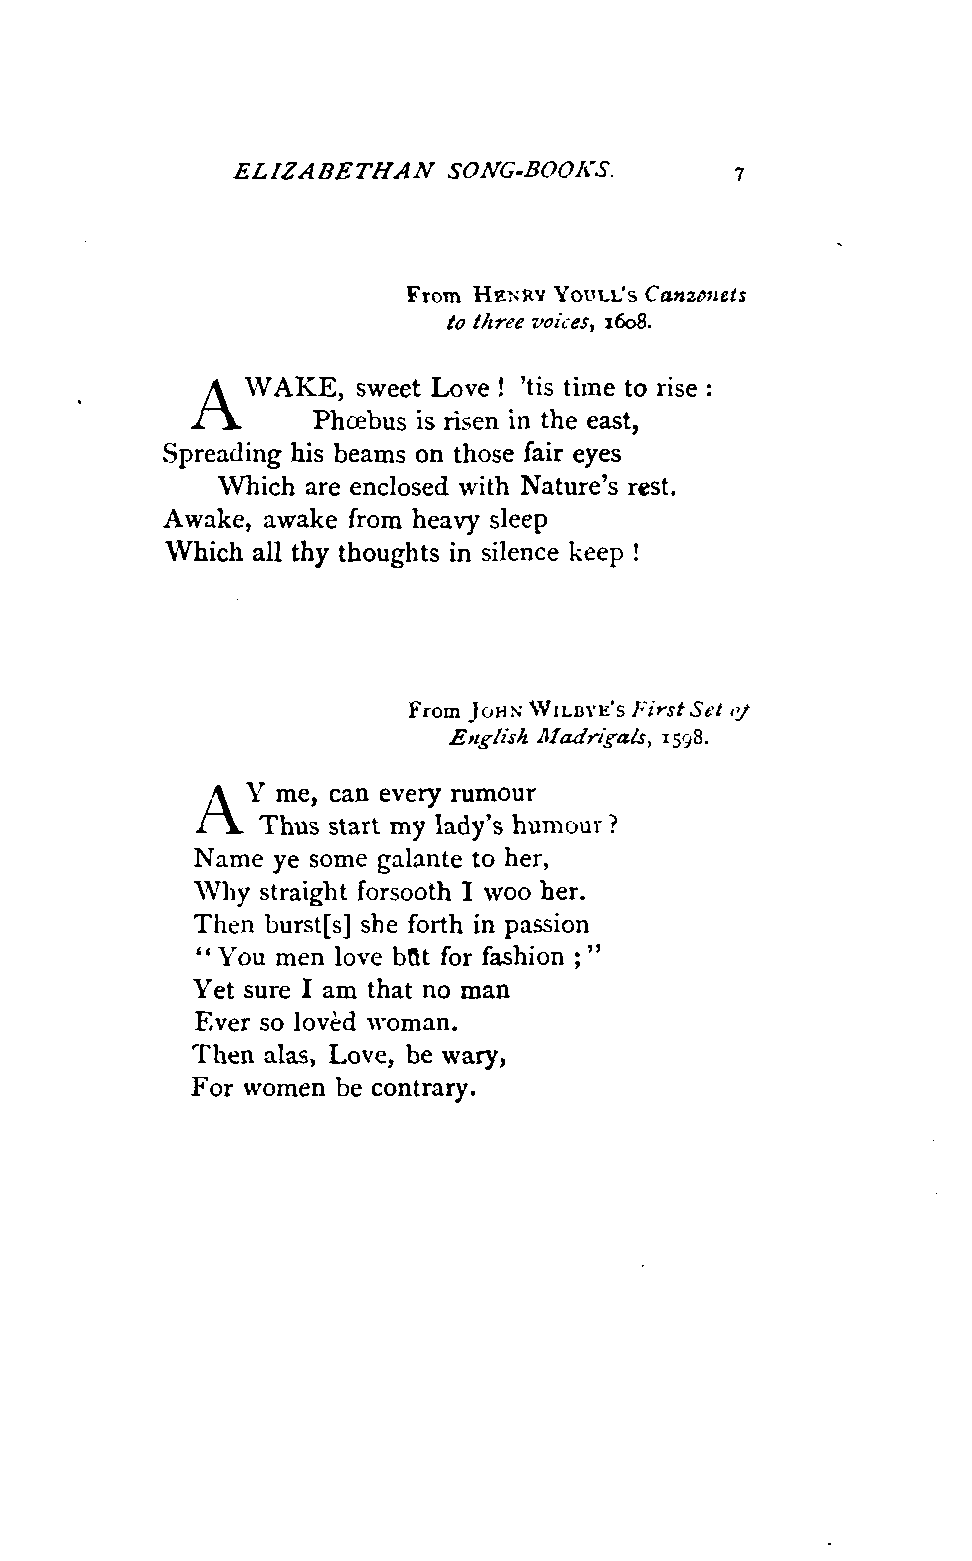 ELIZABETHAN SONG-BOOKS. 7
From HENRY YOULL'S Canzonets
to three voices, 1608.
AWAKE, sweet Love ! 'tis time to rise :
Phœbus is risen in the east,
Spreading his beams on those fair eyes
Which are enclosed with Nature's rest.
Awake, awake from heavy sleep
Which all thy thoughts in silence keep !
From JOHN WILBYE'S First Set of
English Madrigals, 1598.
AY me, can every rumour
Thus start my lady's humour ?
Name ye some galante to her,
Why straight forsooth I woo her.
Then burst[s] she forth in passion
“ You men love but for fashion ; ”
Yet sure I am that no man
Ever so lovèd woman.
Then alas, Love, be wary,
For women be contrary.